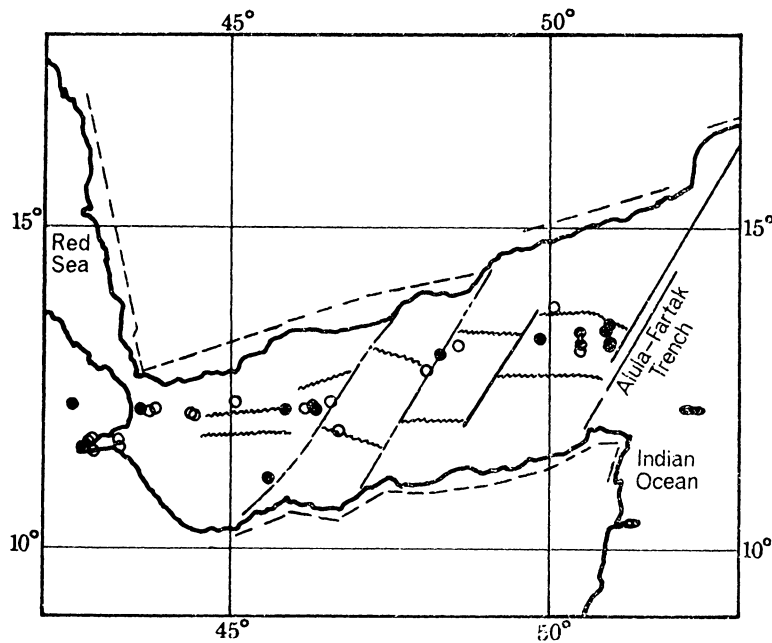 45°
50°
15°
15°
Red
Sea
Alula–Fartak
Trench
Indian
Ocean
10°
10°
45°
50°